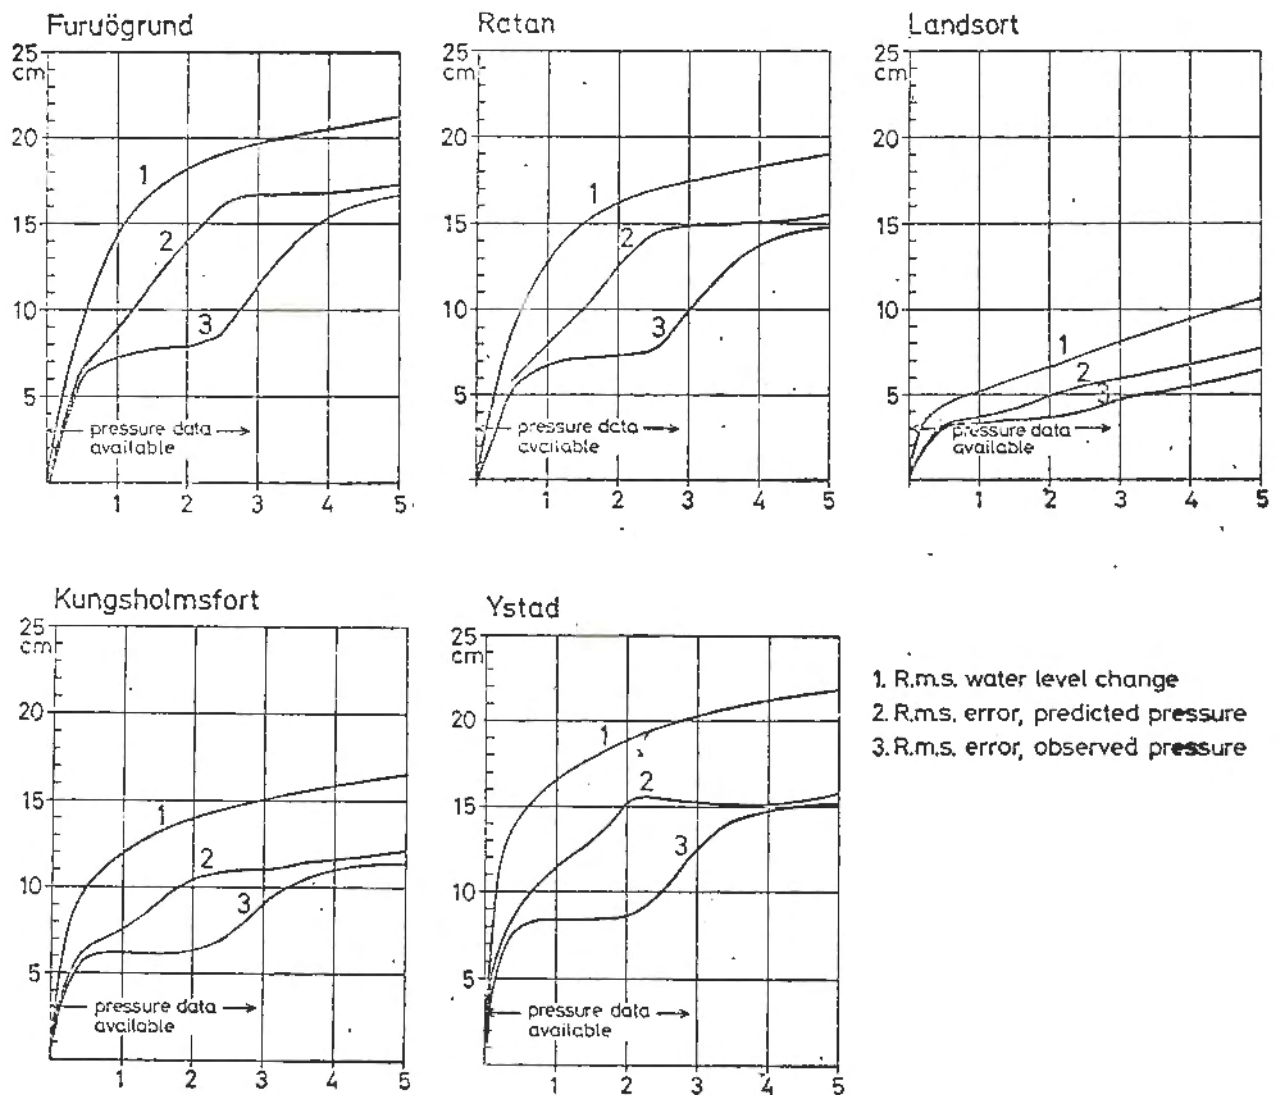 Furuögrund
25
cm
20
15
10
5
1
2
3
pressure data
available
1 2 3 4 5
Ratan
25
cm
20
15
10
5
1
2
3
pressure data
available
1 2 3 4 5
Landsort
25
cm
20
15
10
5
1
2
3
pressure data
available
1 2 3 4 5
Kungsholmsfort
25
cm
20
15
10
5
1
2
3
pressure data
available
1 2 3 4 5
Ystad
25
cm
20
15
10
5
1
2
3
pressure data
available
1 2 3 4 5
1. R.m.s. water level change
2. R.m.s. error, predicted pressure
3. R.m.s. error, observed pressure